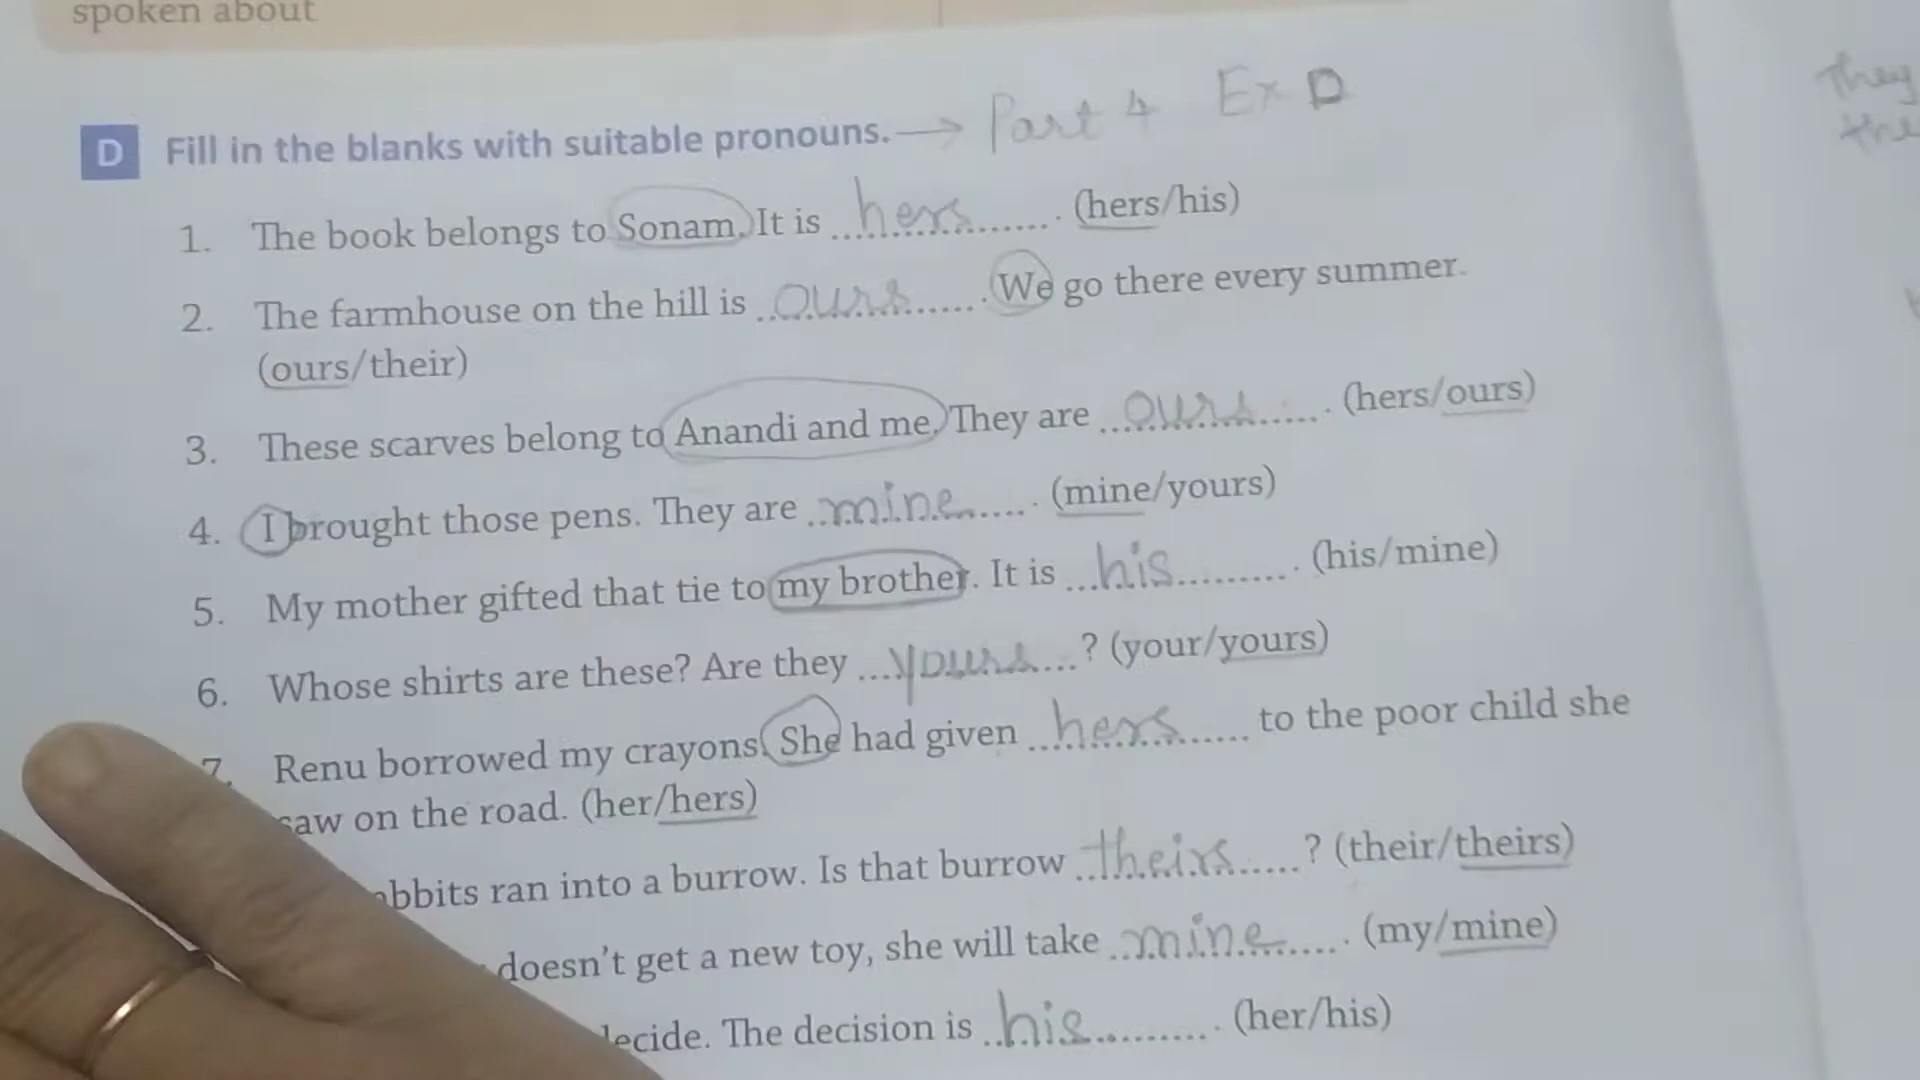 spoken about
D Fill in the blanks with suitable pronouns. → Part 4 Ex D
1. The book belongs to Sonam. It is hers. (hers/his)
2. The farmhouse on the hill is ours. We go there every summer.
(ours/their)
3. These scarves belong to Anandi and me. They are ours. (hers/ours)
4. I brought those pens. They are mine. (mine/yours)
5. My mother gifted that tie to my brother. It is his. (his/mine)
6. Whose shirts are these? Are they yours? (your/yours)
7. Renu borrowed my crayons. She had given hers to the poor child she
saw on the road. (her/hers)
ran into a burrow. Is that burrow theirs? (their/theirs)
doesn't get a new toy, she will take mine. (my/mine)
The decision is his. (her/his)
They
the